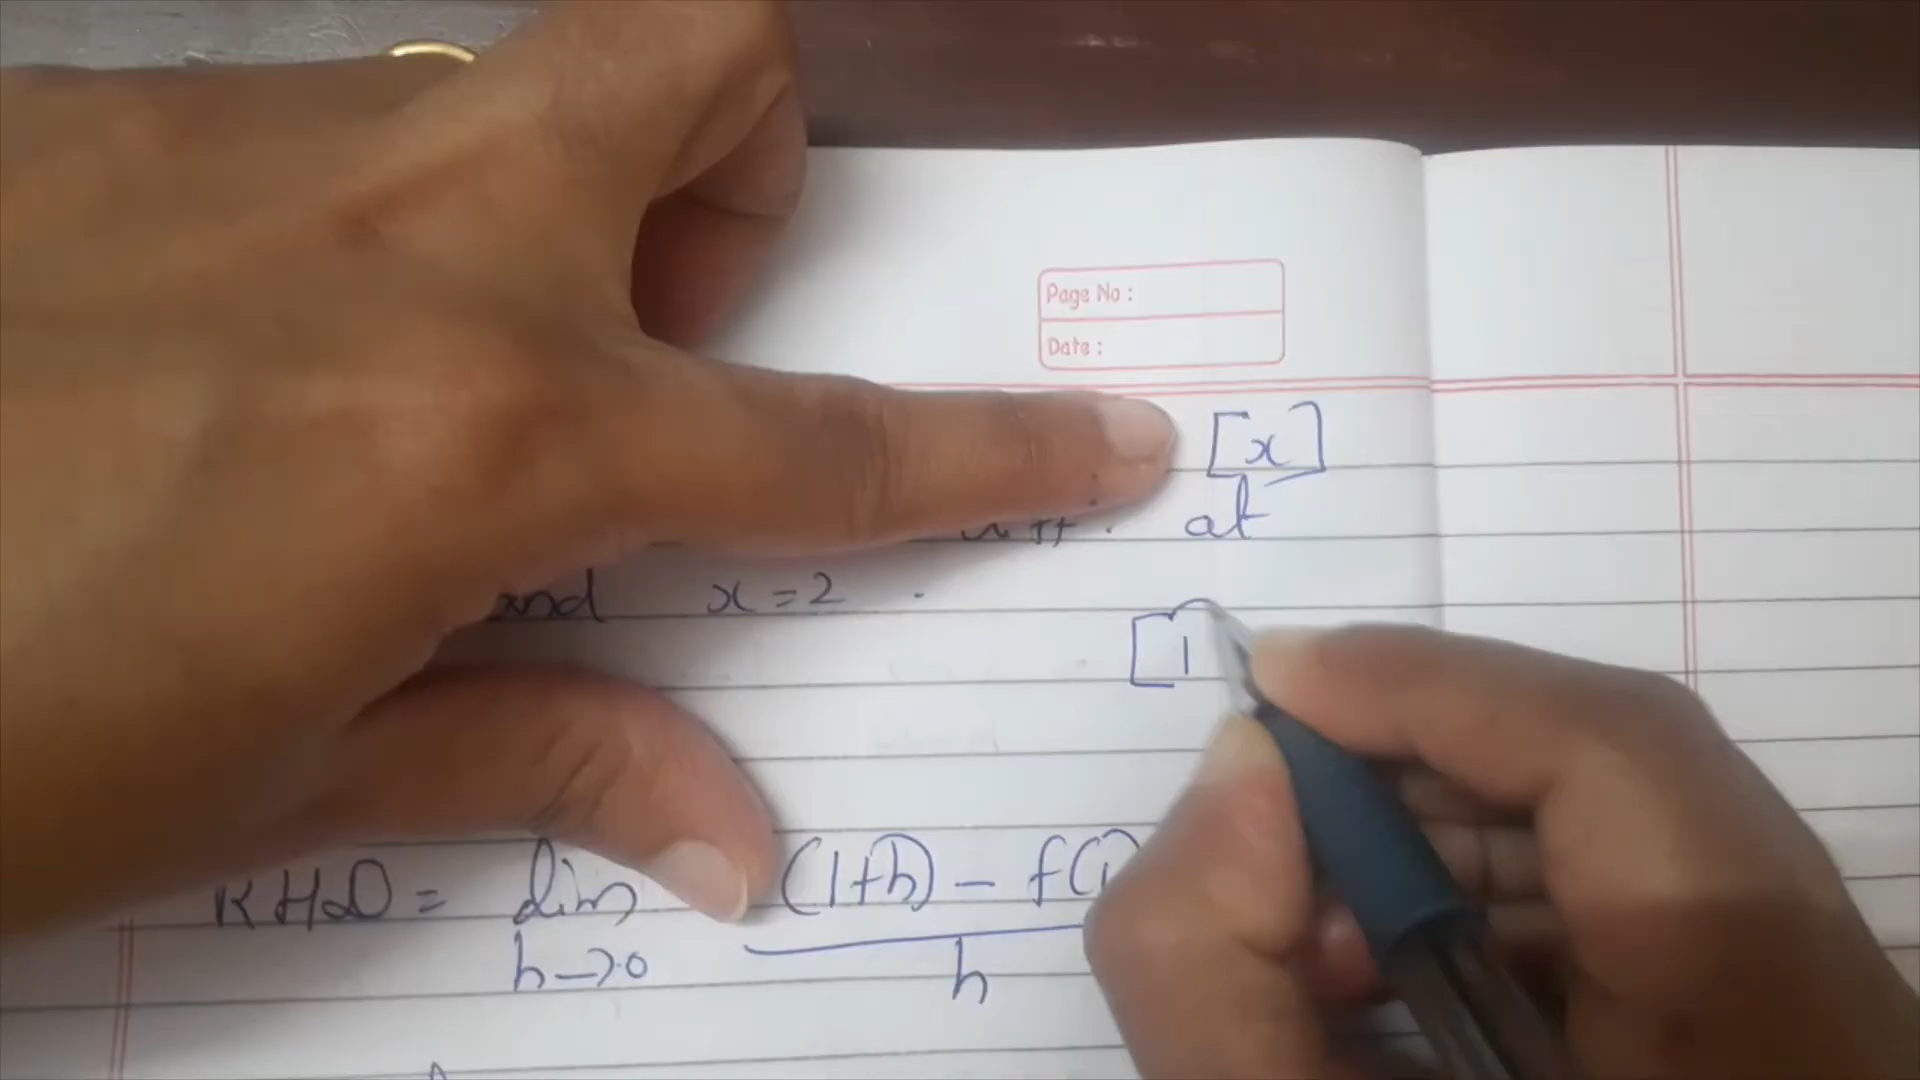 Page No :
Date :
[x]
at
and x=2 .
[1
RHD = lim (1+h) - f(1)
h→0 h